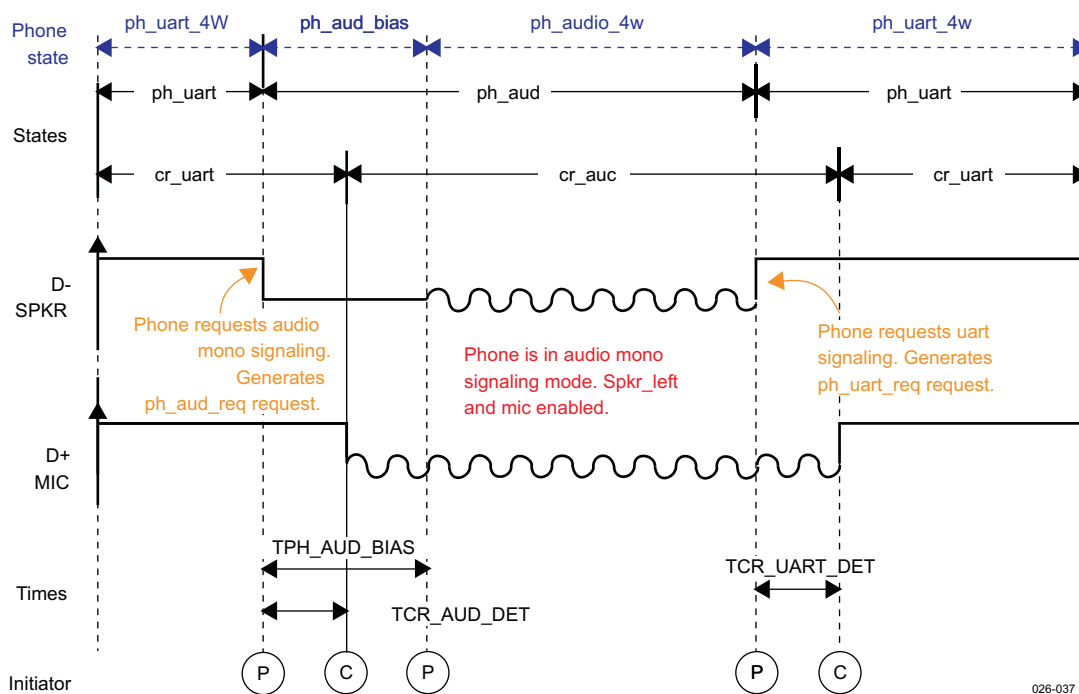 Phone
state
ph_uart_4W
ph_aud_bias
ph_audio_4w
ph_uart_4w
States
ph_uart
ph_aud
ph_uart
cr_uart
cr_auc
cr_uart
D-
SPKR
Phone requests audio
mono signaling.
Generates
ph_aud_req request.
Phone is in audio mono
signaling mode. Spkr_left
and mic enabled.
Phone requests uart
signaling. Generates
ph_uart_req request.
D+
MIC
Times
TPH_AUD_BIAS
TCR_AUD_DET
TCR_UART_DET
Initiator
P
C
P
P
C
026-037